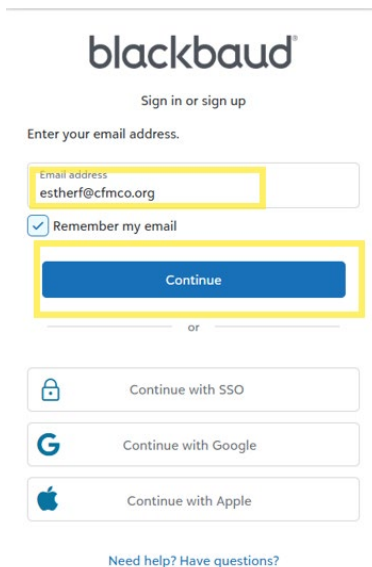 blackbaud
Sign in or sign up
Enter your email address.
Email address
estherf@cfmco.org
Remember my email
Continue
or
Continue with SSO
Continue with Google
Continue with Apple
Need help? Have questions?